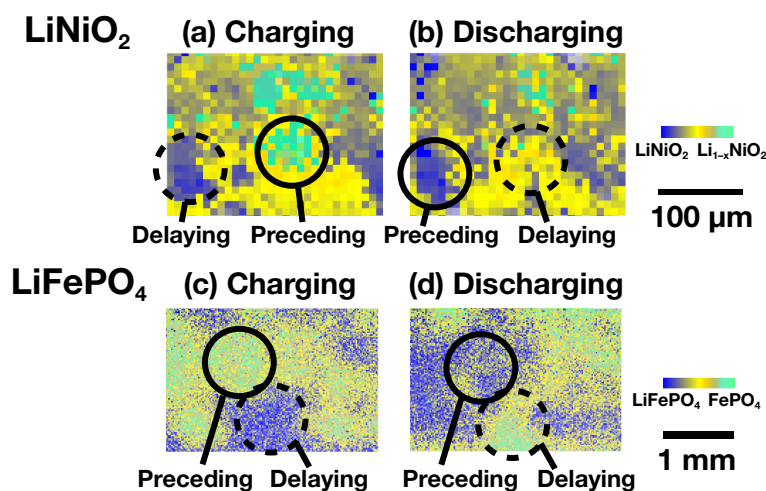 LiNiO₂
(a) Charging
(b) Discharging
Delaying
Preceding
Preceding
Delaying
LiNiO₂ Li₁₋ₓNiO₂
100 µm
LiFePO₄
(c) Charging
(d) Discharging
Preceding
Delaying
Preceding
Delaying
LiFePO₄ FePO₄
1 mm